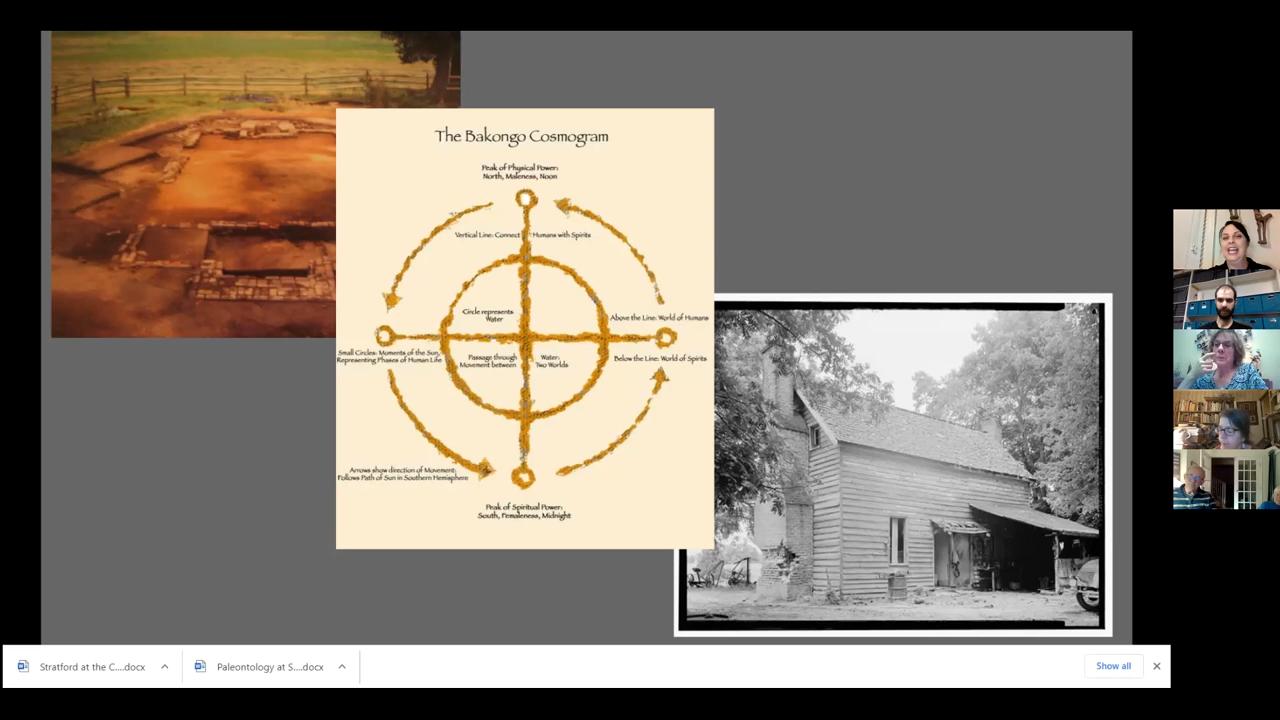 The Bakongo Cosmogram
Peak of Physical Power:
North, Maleness, Noon
Vertical Line: Connect Humans with Spirits
Circle represents
Water
Above the Line: World of Humans
Small Circles: Moments of the Sun,
Representing Phases of Human Life
Passage through Water:
Movement between Two Worlds
Below the Line: World of Spirits
Arrows show direction of Movement:
Follows Path of Sun in Southern Hemisphere
Peak of Spiritual Power:
South, Femaleness, Midnight
Stratford at the C....docx
Paleontology at S....docx
Show all